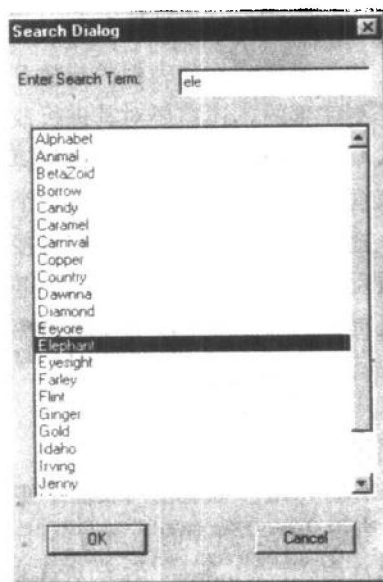 Search Dialog
Enter Search Term:
ele
Alphabet
Animal
BetaZoid
Borrow
Candy
Caramel
Carnival
Copper
Country
Dawnna
Diamond
Eeyore
Elephant
Eyesight
Farley
Flint
Ginger
Gold
Idaho
Irving
Jenny
OK
Cancel